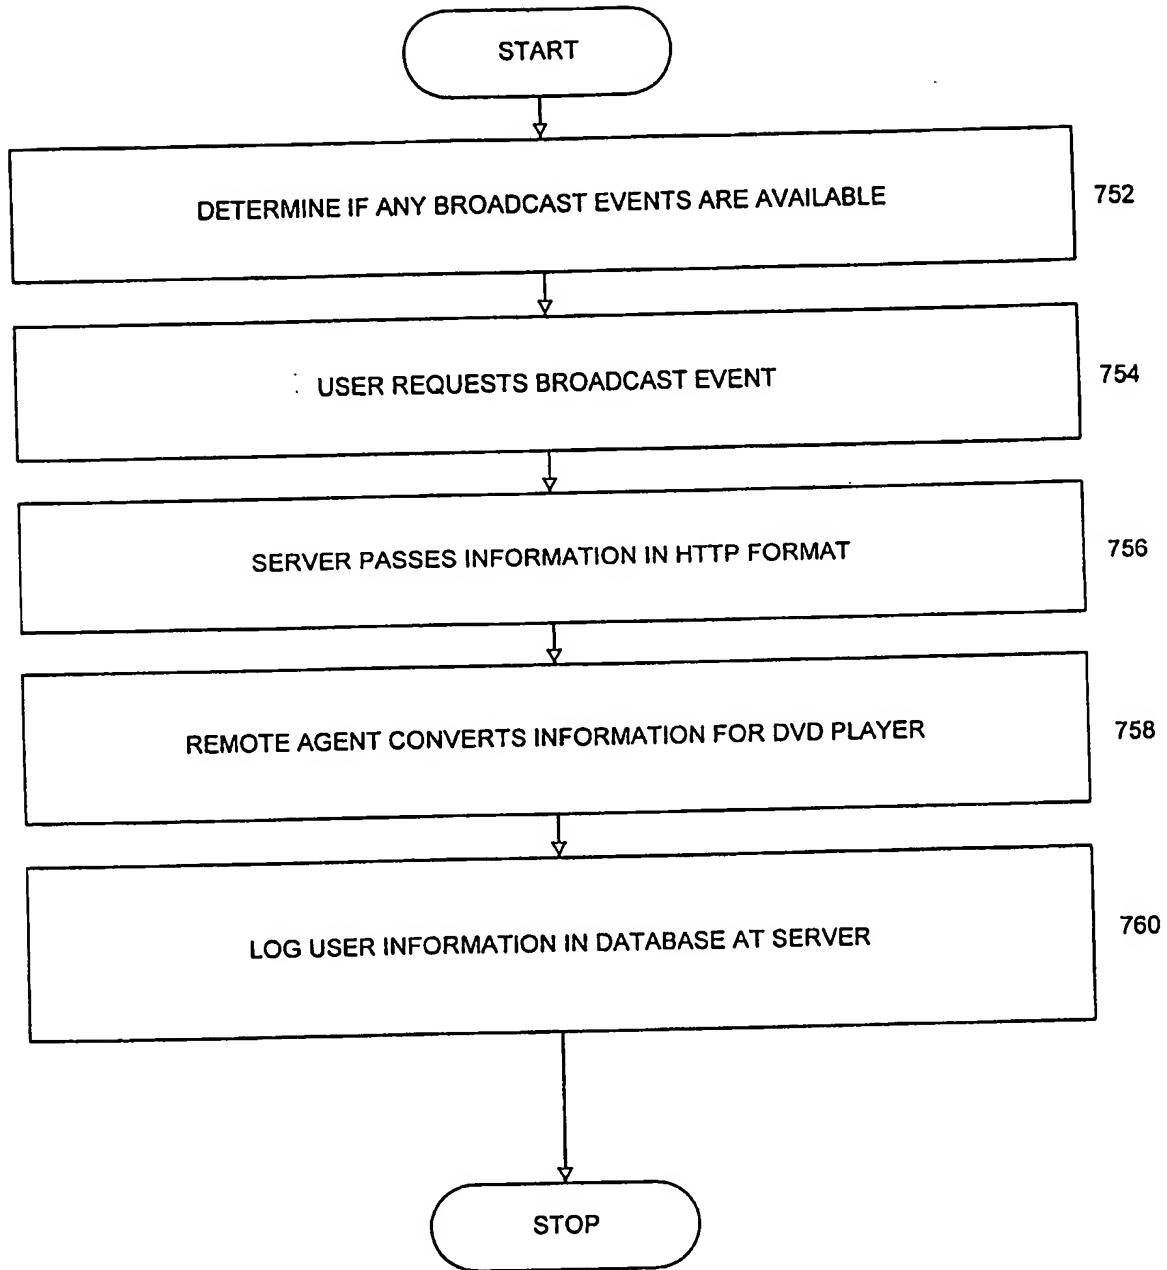 START
DETERMINE IF ANY BROADCAST EVENTS ARE AVAILABLE
752
USER REQUESTS BROADCAST EVENT
754
SERVER PASSES INFORMATION IN HTTP FORMAT
756
REMOTE AGENT CONVERTS INFORMATION FOR DVD PLAYER
758
LOG USER INFORMATION IN DATABASE AT SERVER
760
STOP